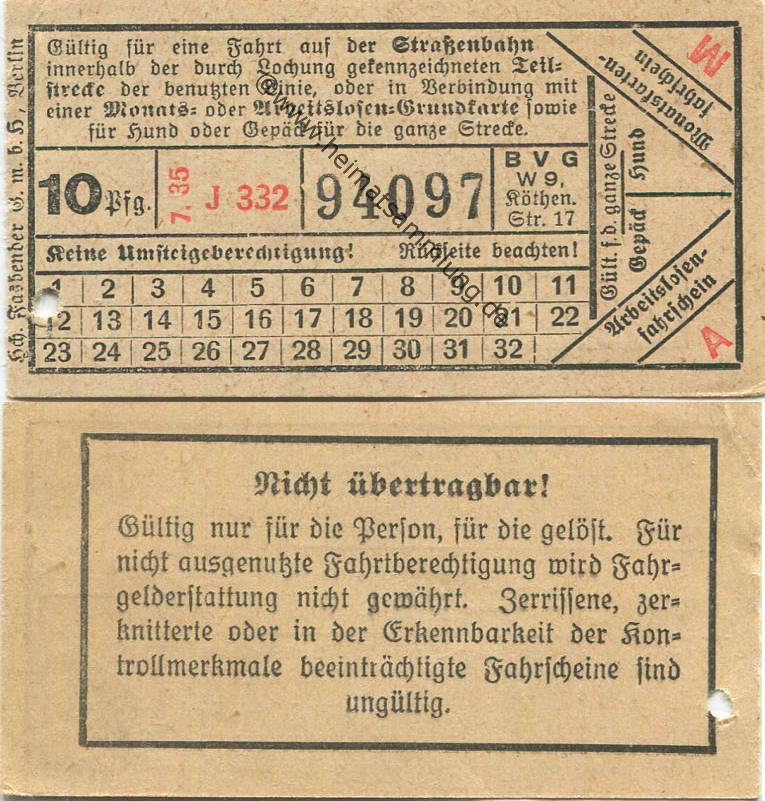 Hch. Fassbender G. m. b. H., Berlin
Gültig für eine Fahrt auf der Straßenbahn
innerhalb der durch Lochung gekennzeichneten Teil-
strecke der benutzten Linie, oder in Verbindung mit
einer Monats- oder Arbeitslosen-Grundkarte sowie
für Hund oder Gepäck für die ganze Strecke.
10 Pfg.
7. 35
J 332
94097
BVG
W 9,
Köthen.
Str. 17
Keine Umsteigeberechtigung! Rückseite beachten!
1 2 3 4 5 6 7 8 9 10 11
12 13 14 15 16 17 18 19 20 21 22
23 24 25 26 27 28 29 30 31 32
Gült. f. d. ganze Strecke
Gepäck Hund
Monatskarten-
fahrschein
M
Arbeitslosen-
fahrschein
A
©www.heimatsammlung.de
Nicht übertragbar!
Gültig nur für die Person, für die gelöst. Für
nicht ausgenutzte Fahrtberechtigung wird Fahr-
gelderstattung nicht gewährt. Zerrissene, zer-
knitterte oder in der Erkennbarkeit der Kon-
trollmerkmale beeinträchtigte Fahrscheine sind
ungültig.